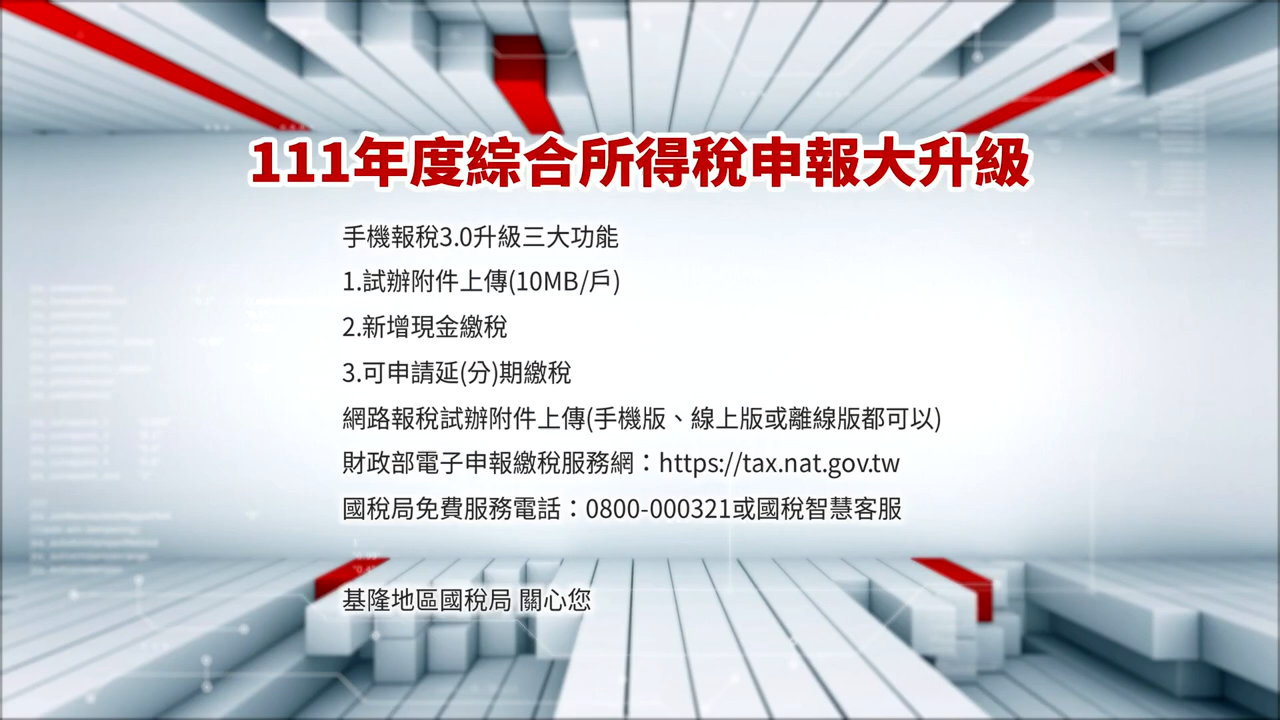 111年度綜合所得稅申報大升級
手機報稅3.0升級三大功能
1.試辦附件上傳(10MB/戶)
2.新增現金繳稅
3.可申請延(分)期繳稅
網路報稅試辦附件上傳(手機版、線上版或離線版都可以)
財政部電子申報繳稅服務網：https://tax.nat.gov.tw
國稅局免費服務電話：0800-000321或國稅智慧客服
基隆地區國稅局 關心您